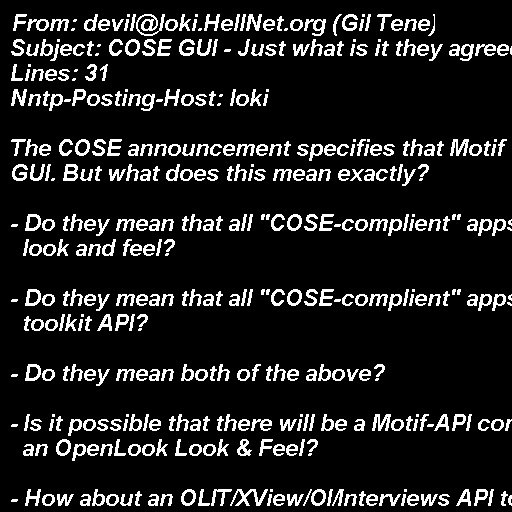 From: devil@loki.HellNet.org (Gil Tene)
Subject: COSE GUI - Just what is it they agree
Lines: 31
Nntp-Posting-Host: loki
The COSE announcement specifies that Motif
GUI. But what does this mean exactly?
- Do they mean that all "COSE-complient" apps
look and feel?
- Do they mean that all "COSE-complient" apps
toolkit API?
- Do they mean both of the above?
- Is it possible that there will be a Motif-API
an OpenLook Look & Feel?
- How about an OLIT/XView/OI/Interviews API